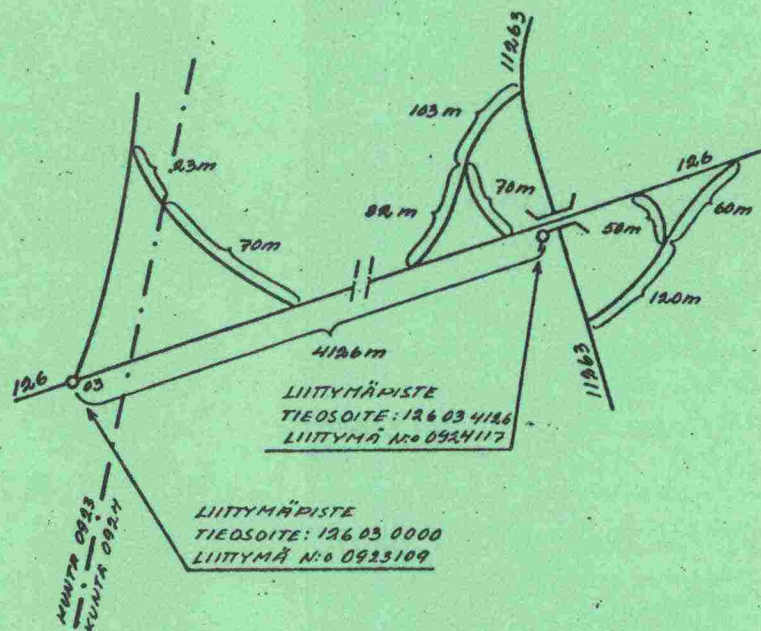 11263
103m
23m
126
82m
70m
60m
50m
70m
120m
4126m
126
03
11263
LIITTYMÄPISTE
TIEOSOITE: 126 03 4126
LIITTYMÄ N:o 0924117
LIITTYMÄPISTE
TIEOSOITE: 126 03 0000
LIITTYMÄ N:o 0923109
KUNTA 0923
KUNTA 0924